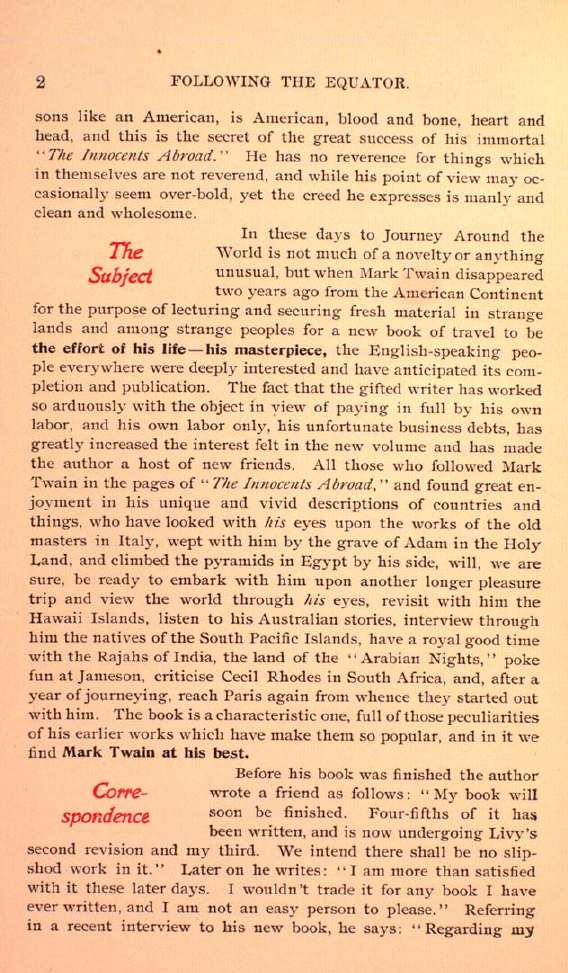 2 FOLLOWING THE EQUATOR.
sons like an American, is American, blood and bone, heart and
head, and this is the secret of the great success of his immortal
"The Innocents Abroad." He has no reverence for things which
in themselves are not reverend, and while his point of view may oc-
casionally seem over-bold, yet the creed he expresses is manly and
clean and wholesome.
The
Subject
In these days to Journey Around the
World is not much of a novelty or anything
unusual, but when Mark Twain disappeared
two years ago from the American Continent
for the purpose of lecturing and securing fresh material in strange
lands and among strange peoples for a new book of travel to be
the effort of his life—his masterpiece, the English-speaking peo-
ple everywhere were deeply interested and have anticipated its com-
pletion and publication. The fact that the gifted writer has worked
so arduously with the object in view of paying in full by his own
labor, and his own labor only, his unfortunate business debts, has
greatly increased the interest felt in the new volume and has made
the author a host of new friends. All those who followed Mark
Twain in the pages of "The Innocents Abroad," and found great en-
joyment in his unique and vivid descriptions of countries and
things, who have looked with his eyes upon the works of the old
masters in Italy, wept with him by the grave of Adam in the Holy
Land, and climbed the pyramids in Egypt by his side, will, we are
sure, be ready to embark with him upon another longer pleasure
trip and view the world through his eyes, revisit with him the
Hawaii Islands, listen to his Australian stories, interview through
him the natives of the South Pacific Islands, have a royal good time
with the Rajahs of India, the land of the "Arabian Nights," poke
fun at Jameson, criticise Cecil Rhodes in South Africa, and, after a
year of journeying, reach Paris again from whence they started out
with him. The book is a characteristic one, full of those peculiarities
of his earlier works which have make them so popular, and in it we
find Mark Twain at his best.
Corre-
spondence
Before his book was finished the author
wrote a friend as follows: "My book will
soon be finished. Four-fifths of it has
been written, and is now undergoing Livy's
second revision and my third. We intend there shall be no slip-
shod work in it." Later on he writes: "I am more than satisfied
with it these later days. I wouldn't trade it for any book I have
ever written, and I am not an easy person to please." Referring
in a recent interview to his new book, he says: "Regarding my